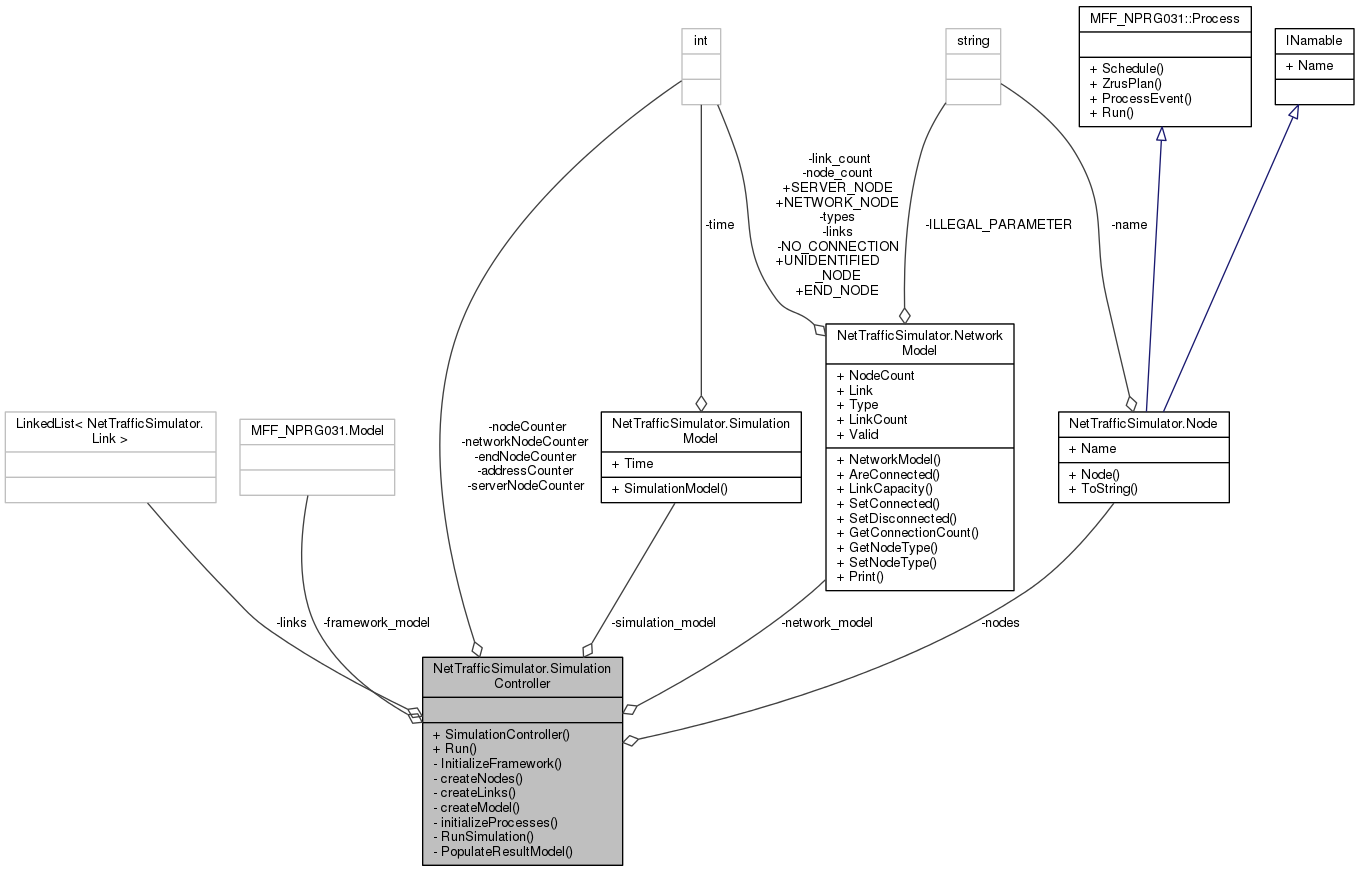 MFF_NPRG031::Process
+ Schedule()
+ ZrusPlan()
+ ProcessEvent()
+ Run()
INamable
+ Name
int
string
-link_count
-node_count
+SERVER_NODE
+NETWORK_NODE
-types
-links
-NO_CONNECTION
+UNIDENTIFIED
_NODE
+END_NODE
-time
-ILLEGAL_PARAMETER
-name
NetTrafficSimulator.Network
Model
+ NodeCount
+ Link
+ Type
+ LinkCount
+ Valid
+ NetworkModel()
+ AreConnected()
+ LinkCapacity()
+ SetConnected()
+ SetDisconnected()
+ GetConnectionCount()
+ GetNodeType()
+ SetNodeType()
+ Print()
LinkedList< NetTrafficSimulator.
Link >
MFF_NPRG031.Model
-nodeCounter
-networkNodeCounter
-endNodeCounter
-addressCounter
-serverNodeCounter
NetTrafficSimulator.Simulation
Model
+ Time
+ SimulationModel()
NetTrafficSimulator.Node
+ Name
+ Node()
+ ToString()
-links
-framework_model
-simulation_model
-network_model
-nodes
NetTrafficSimulator.Simulation
Controller
+ SimulationController()
+ Run()
- InitializeFramework()
- createNodes()
- createLinks()
- createModel()
- initializeProcesses()
- RunSimulation()
- PopulateResultModel()